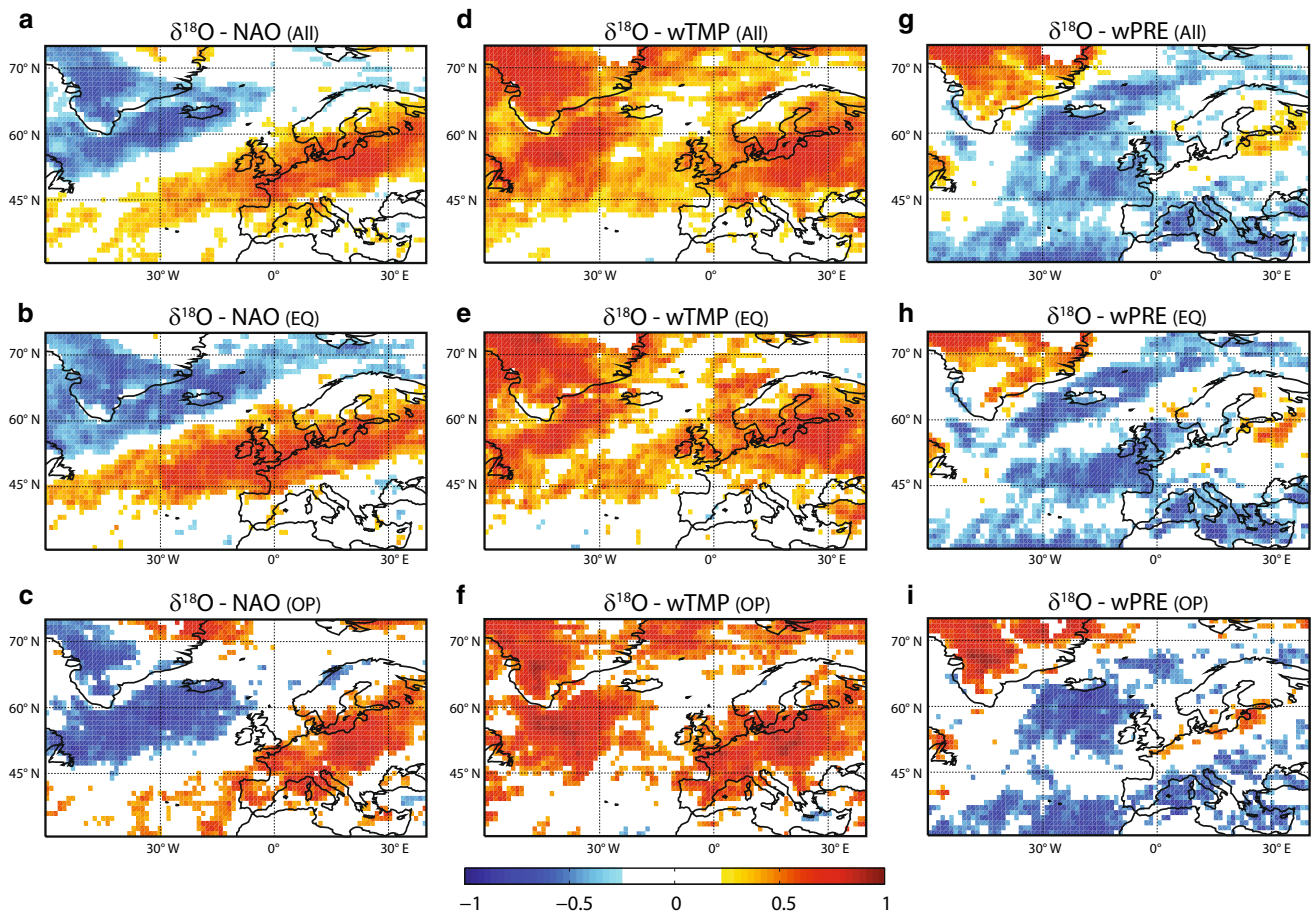 a
δ¹⁸O - NAO (All)
70° N
60° N
45° N
30° W
0°
30° E
d
δ¹⁸O - wTMP (All)
70° N
60° N
45° N
30° W
0°
30° E
g
δ¹⁸O - wPRE (All)
70° N
60° N
45° N
30° W
0°
30° E
b
δ¹⁸O - NAO (EQ)
70° N
60° N
45° N
30° W
0°
30° E
e
δ¹⁸O - wTMP (EQ)
70° N
60° N
45° N
30° W
0°
30° E
h
δ¹⁸O - wPRE (EQ)
70° N
60° N
45° N
30° W
0°
30° E
c
δ¹⁸O - NAO (OP)
70° N
60° N
45° N
30° W
0°
30° E
f
δ¹⁸O - wTMP (OP)
70° N
60° N
45° N
30° W
0°
30° E
i
δ¹⁸O - wPRE (OP)
70° N
60° N
45° N
30° W
0°
30° E
−1 −0.5 0 0.5 1